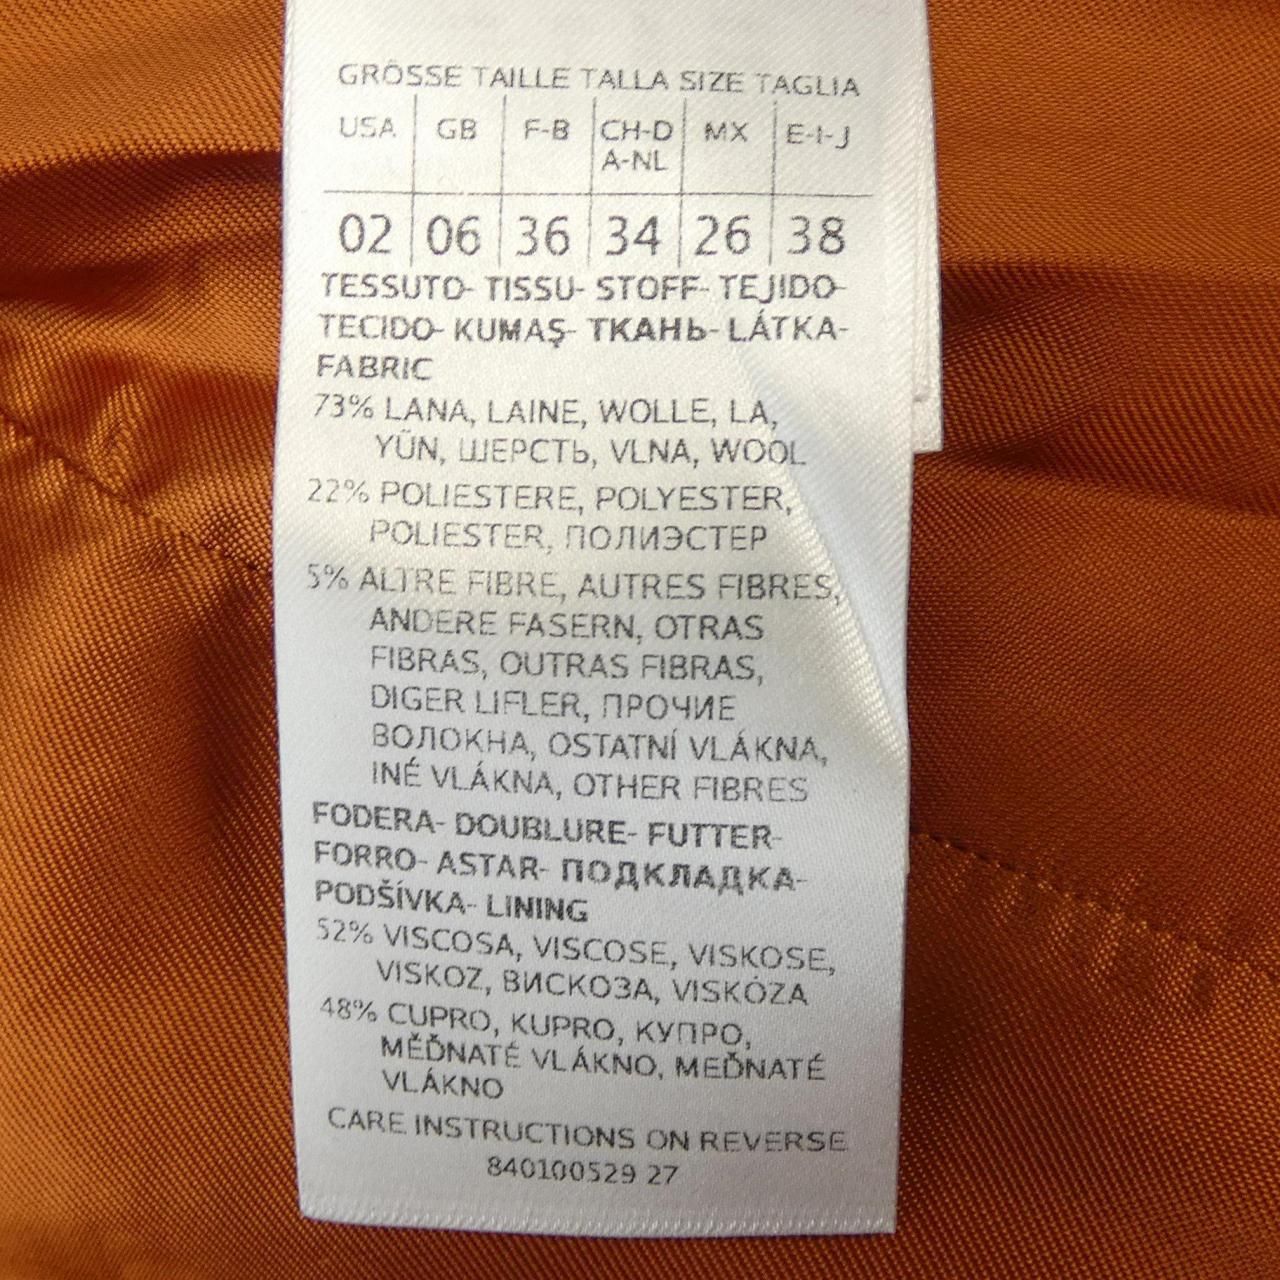 GRÖSSE TAILLE TALLA SIZE TAGLIA
USA GB F-B CH-D A-NL MX E-I-J
02 06 36 34 26 38
TESSUTO- TISSU- STOFF- TEJIDO-
TECIDO- KUMAŞ- ТКАНЬ- LÁTKA-
FABRIC
73% LANA, LAINE, WOLLE, LA,
YÜN, ШЕРСТЬ, VLNA, WOOL
22% POLIESTERE, POLYESTER,
POLIESTER, ПОЛИЭСТЕР
5% ALTRE FIBRE, AUTRES FIBRES,
ANDERE FASERN, OTRAS
FIBRAS, OUTRAS FIBRAS,
DIGER LIFLER, ПРОЧИЕ
ВОЛОКНА, OSTATNÍ VLÁKNA,
INÉ VLÁKNA, OTHER FIBRES
FODERA- DOUBLURE- FUTTER-
FORRO- ASTAR- ПОДКЛАДКА-
PODŠÍVKA- LINING
52% VISCOSA, VISCOSE, VISKOSE,
VISKOZ, ВИСКОЗА, VISKÓZA
48% CUPRO, KUPRO, КУПРО,
MĚĎNATÉ VLÁKNO, MEĎNATÉ
VLÁKNO
CARE INSTRUCTIONS ON REVERSE
840100529 27